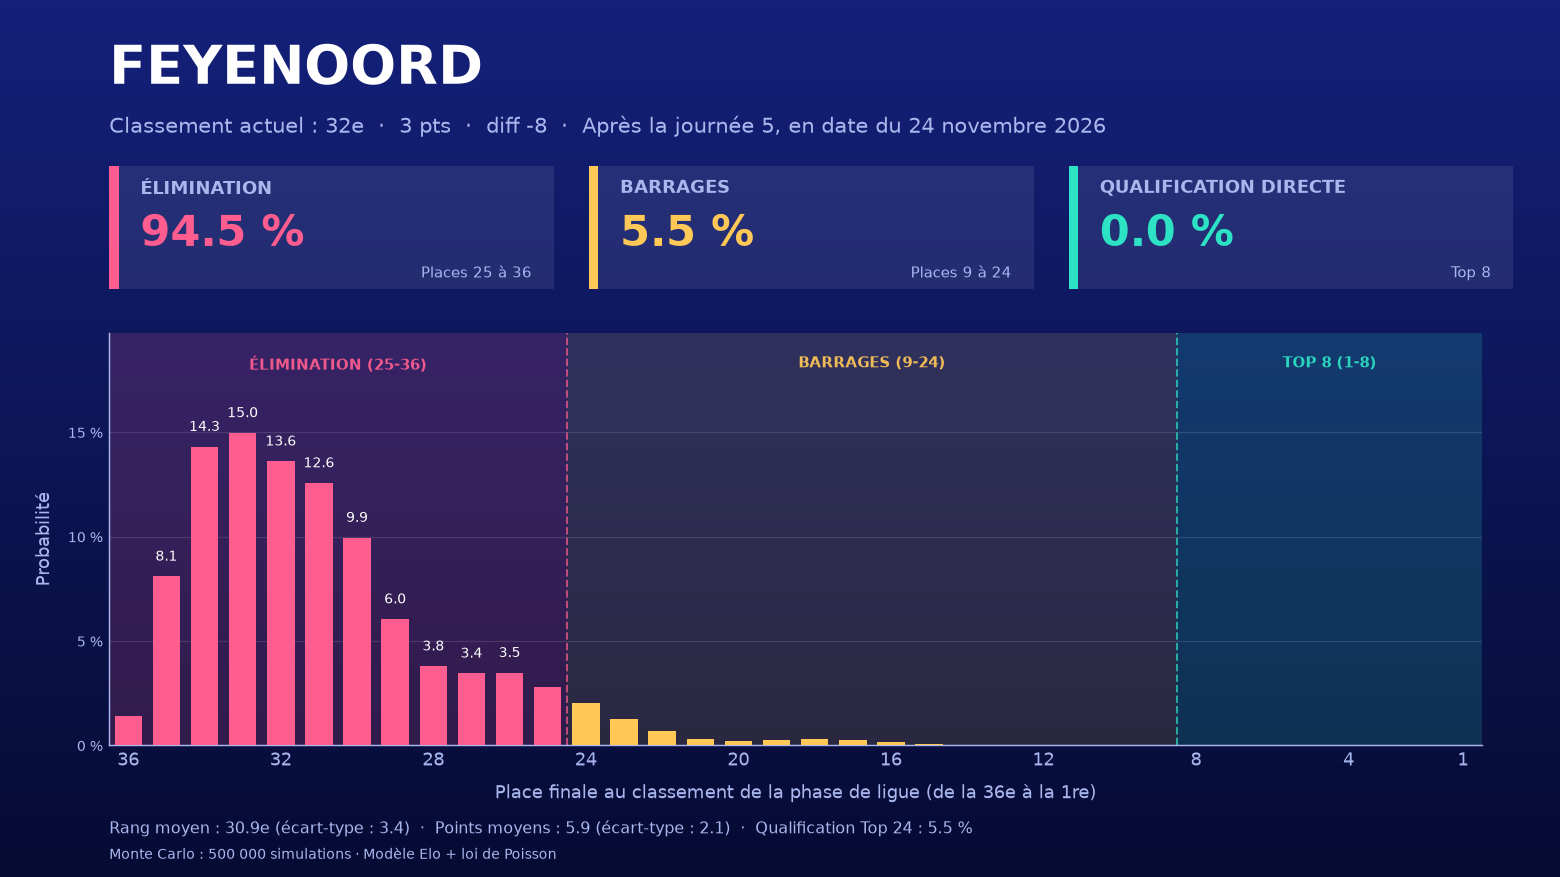 FEYENOORD
Classement actuel : 32e · 3 pts · diff -8 · Après la journée 5, en date du 24 novembre 2026
ÉLIMINATION
94.5 %
Places 25 à 36
BARRAGES
5.5 %
Places 9 à 24
QUALIFICATION DIRECTE
0.0 %
Top 8
ÉLIMINATION (25-36)
BARRAGES (9-24)
TOP 8 (1-8)
8.1
14.3
15.0
13.6
12.6
9.9
6.0
3.8
3.4
3.5
Probabilité
15 %
10 %
5 %
0 %
36 32 28 24 20 16 12 8 4 1
Place finale au classement de la phase de ligue (de la 36e à la 1re)
Rang moyen : 30.9e (écart-type : 3.4) · Points moyens : 5.9 (écart-type : 2.1) · Qualification Top 24 : 5.5 %
Monte Carlo : 500 000 simulations · Modèle Elo + loi de Poisson